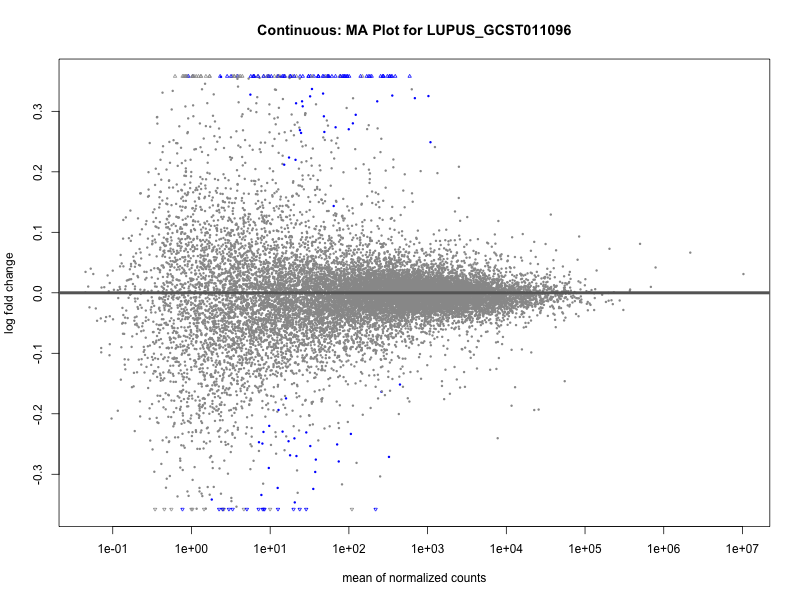 Continuous: MA Plot for LUPUS_GCST011096
log fold change
0.3
0.2
0.1
0.0
-0.1
-0.2
-0.3
1e-01 1e+00 1e+01 1e+02 1e+03 1e+04 1e+05 1e+06 1e+07
mean of normalized counts